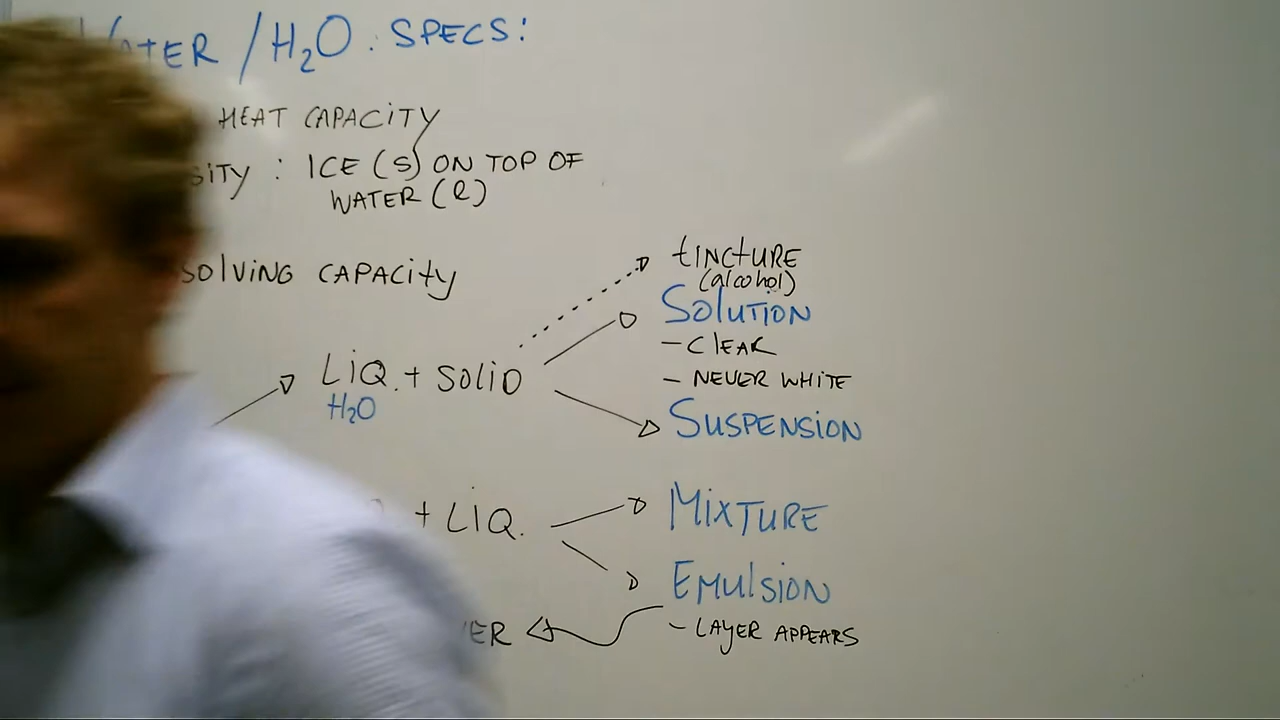 /H₂O. SPECS:
HEAT CAPACITY
: ICE (S) ON TOP OF
WATER (l)
SOLVING CAPACITY
tINCtURE
(alcohol)
SOLUTION
- CLEAR
- NEVER WHITE
LIQ. + SOLID
H₂O
SUSPENSION
+ LIQ.
MIXTURE
EMULSION
- LAYER APPEARS